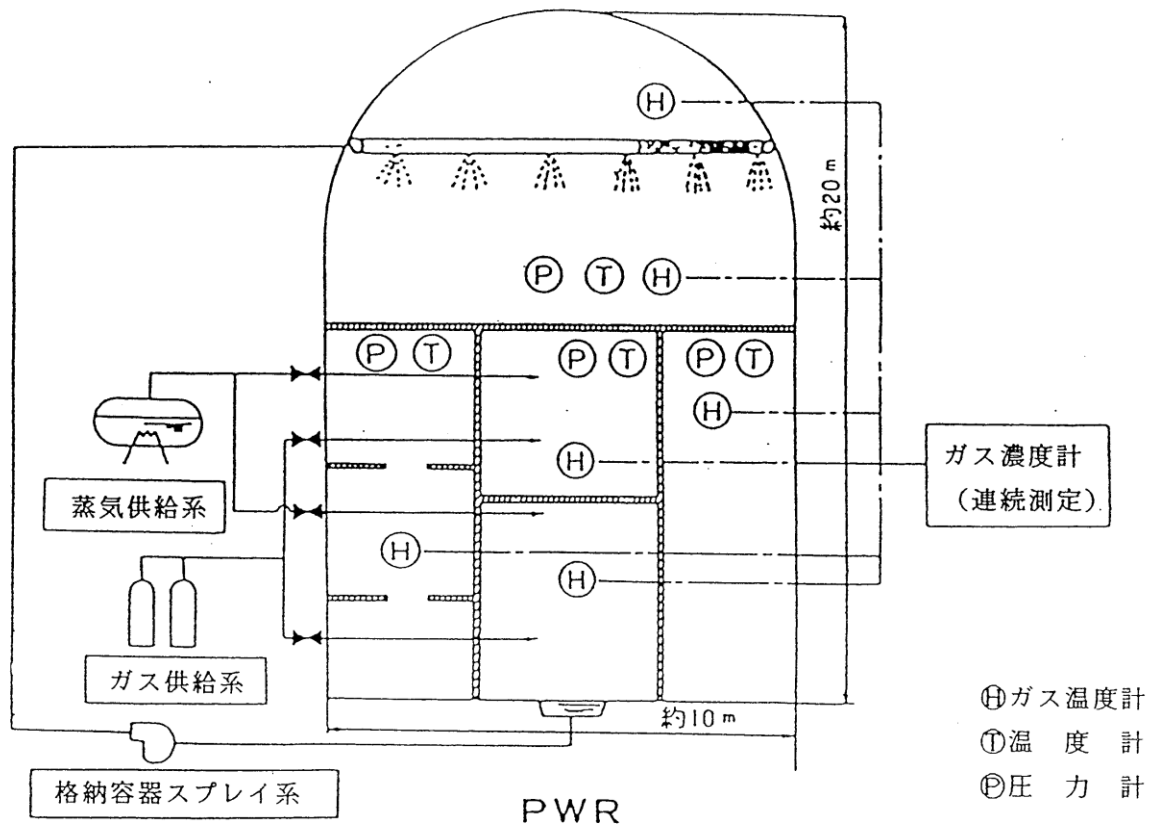 H
約20m
P T H
P T
P T
P T
H
H
ガス濃度計
（連続測定）
蒸気供給系
H
H
ガス供給系
約10m
格納容器スプレイ系
PWR
Hガス温度計
T温度計
P圧力計